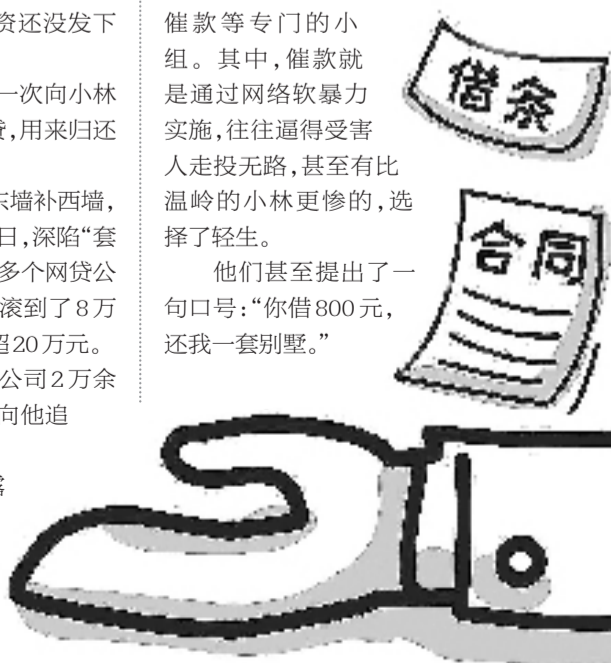 资还没发下
一次向小林
,用来归还
东墙补西墙,
日,深陷“套
多个网贷公
滚到了8万
超20万元。
公司2万余
向他追
催款等专门的小
组。其中,催款就
是通过网络软暴力
实施,往往逼得受害
人走投无路,甚至有比
温岭的小林更惨的,选
择了轻生。
他们甚至提出了一
句口号:“你借800元,
还我一套别墅。”
借条
合同